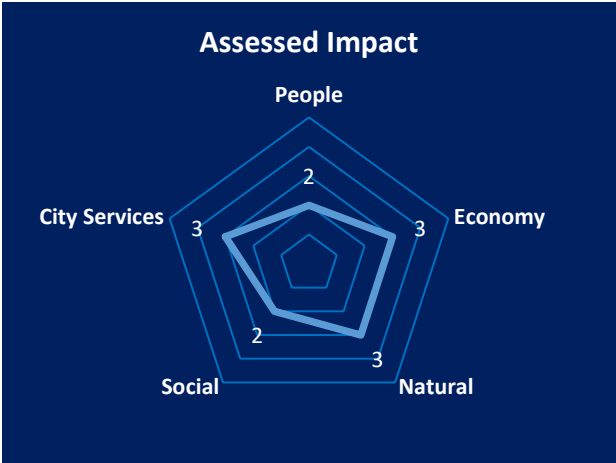 Assessed Impact
People
2
City Services
3
3
Economy
2
3
Social
Natural